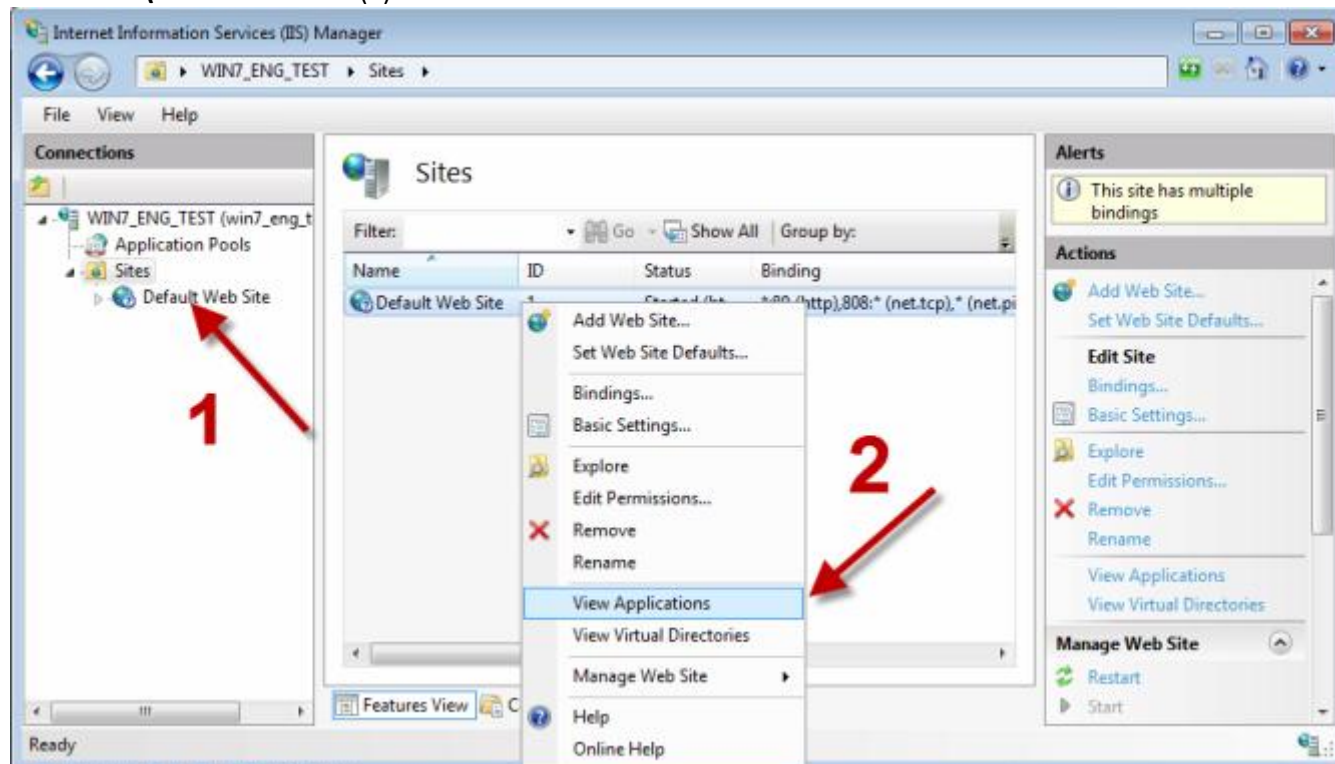 Internet Information Services (IIS) Manager
WIN7_ENG_TEST Sites
File View Help
Connections
WIN7_ENG_TEST (win7_eng_t
Application Pools
Sites
Default Web Site
1
Sites
Filter: Go Show All Group by:
Name ID Status Binding
Default Web Site 1 Started (ht *:80 (http),808:* (net.tcp),* (net.pi
Add Web Site...
Set Web Site Defaults...
Bindings...
Basic Settings...
Explore
Edit Permissions...
Remove
Rename
View Applications
View Virtual Directories
Manage Web Site
Help
Online Help
2
Features View C
Alerts
This site has multiple
bindings
Actions
Add Web Site...
Set Web Site Defaults...
Edit Site
Bindings...
Basic Settings...
Explore
Edit Permissions...
Remove
Rename
View Applications
View Virtual Directories
Manage Web Site
Restart
Start
Ready